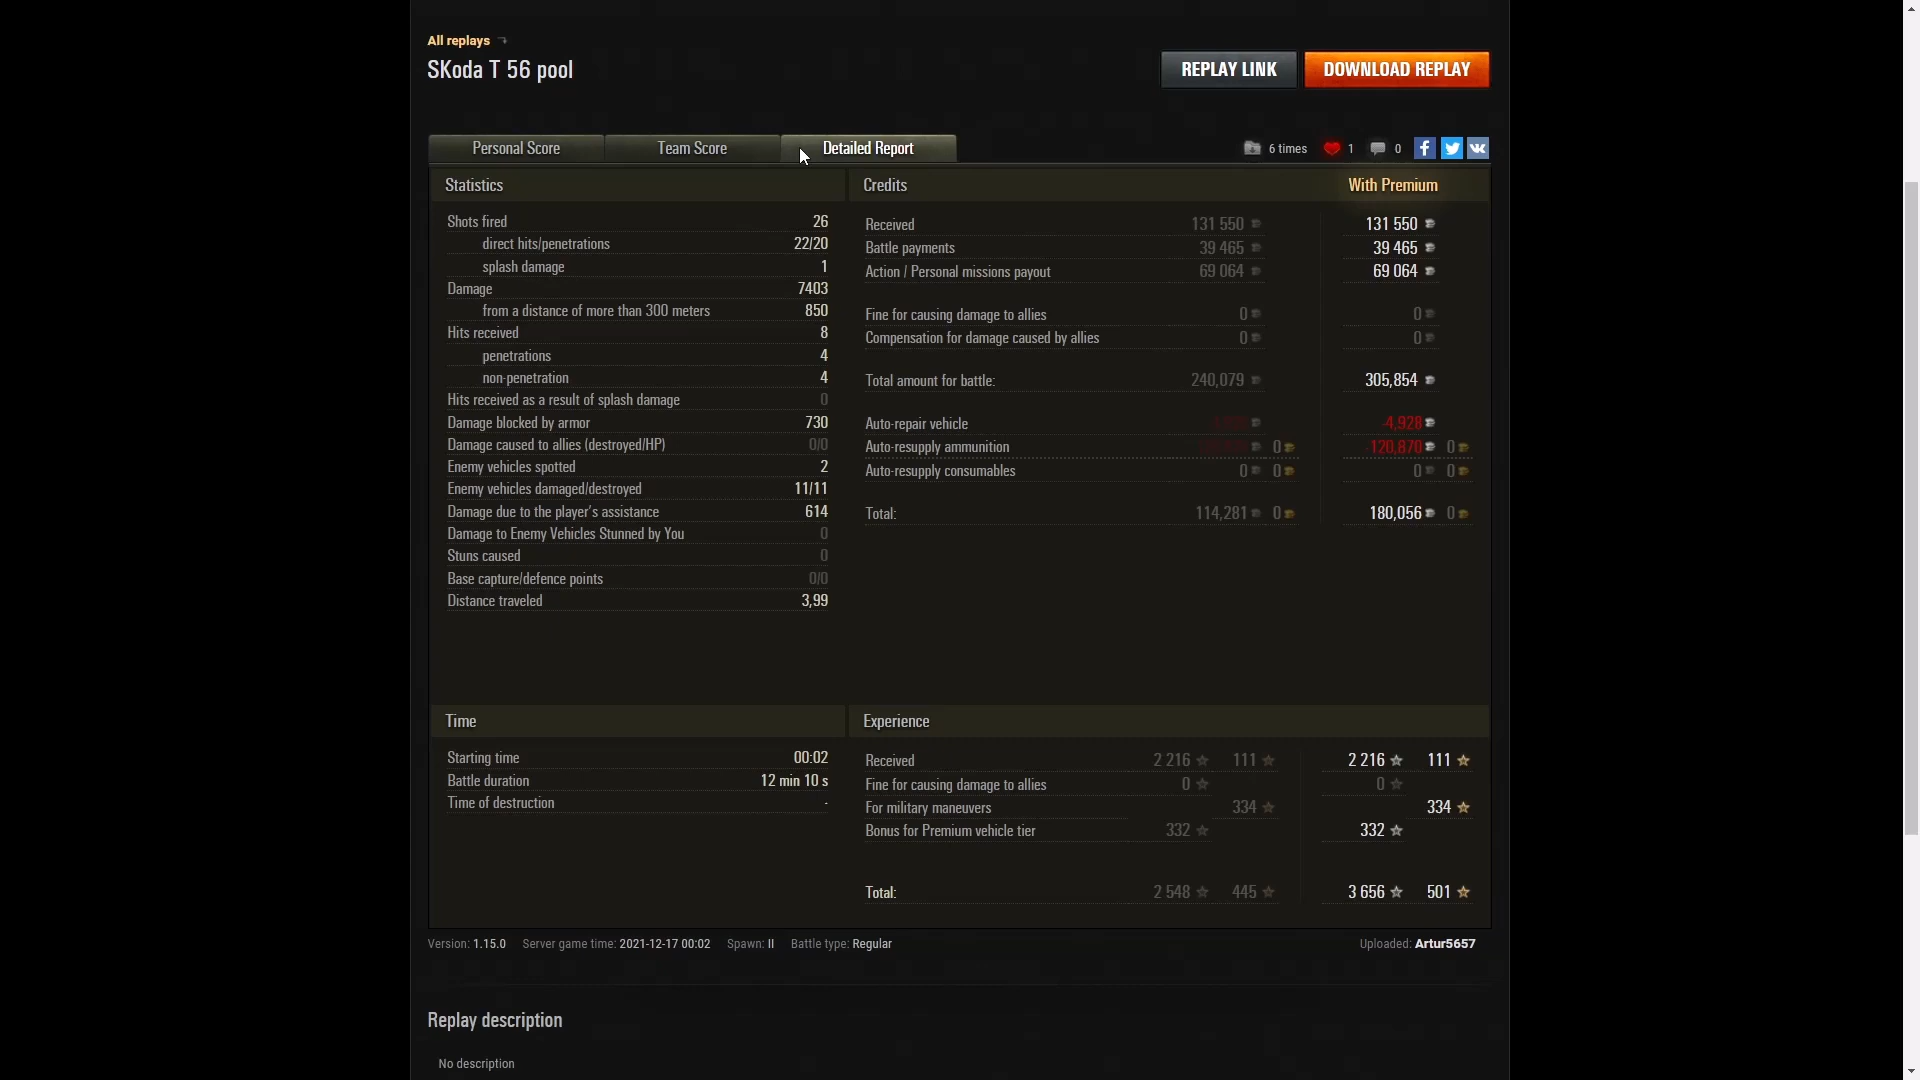 All replays
SKoda T 56 pool
REPLAY LINK
DOWNLOAD REPLAY
Personal Score
Team Score
Detailed Report
6 times
1
0
Statistics
Shots fired 26
direct hits/penetrations 22/20
splash damage 1
Damage 7403
from a distance of more than 300 meters 850
Hits received 8
penetrations 4
non-penetration 4
Hits received as a result of splash damage 0
Damage blocked by armor 730
Damage caused to allies (destroyed/HP) 0/0
Enemy vehicles spotted 2
Enemy vehicles damaged/destroyed 11/11
Damage due to the player's assistance 614
Damage to Enemy Vehicles Stunned by You 0
Stuns caused 0
Base capture/defence points 0/0
Distance traveled 3,99
Credits With Premium
Received 131 550 131 550
Battle payments 39 465 39 465
Action / Personal missions payout 69 064 69 064
Fine for causing damage to allies 0 0
Compensation for damage caused by allies 0 0
Total amount for battle: 240,079 305,854
Auto-repair vehicle -4,928
Auto-resupply ammunition 0 -120,870 0
Auto-resupply consumables 0 0 0 0
Total: 114,281 0 180,056 0
Time
Starting time 00:02
Battle duration 12 min 10 s
Time of destruction -
Experience
Received 2 216 111 2 216 111
Fine for causing damage to allies 0 0
For military maneuvers 334 334
Bonus for Premium vehicle tier 332 332
Total: 2 548 445 3 656 501
Version: 1.15.0 Server game time: 2021-12-17 00:02 Spawn: II Battle type: Regular
Uploaded: Artur5657
Replay description
No description